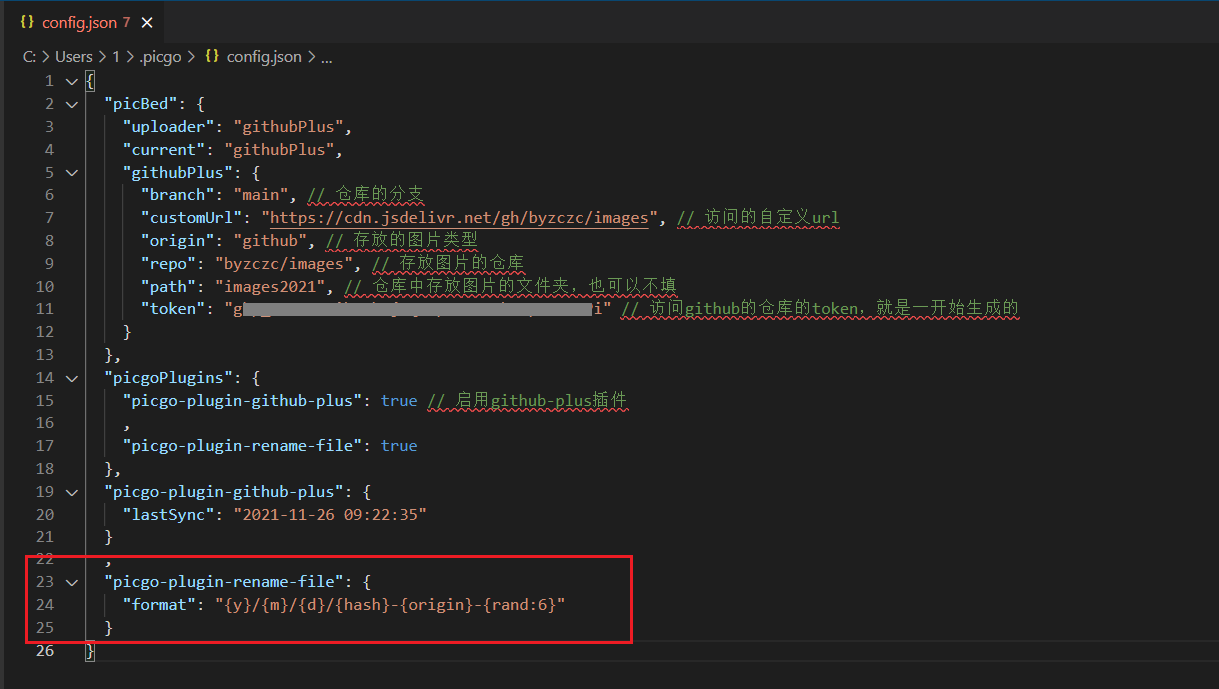 {} config.json 7 ×
C: > Users > 1 > .picgo > {} config.json > ...
1 {
2 "picBed": {
3 "uploader": "githubPlus",
4 "current": "githubPlus",
5 "githubPlus": {
6 "branch": "main", // 仓库的分支
7 "customUrl": "https://cdn.jsdelivr.net/gh/byzczc/images", // 访问的自定义url
8 "origin": "github", // 存放的图片类型
9 "repo": "byzczc/images", // 存放图片的仓库
10 "path": "images2021", // 仓库中存放图片的文件夹，也可以不填
11 "token": "g i" // 访问github的仓库的token，就是一开始生成的
12 }
13 },
14 "picgoPlugins": {
15 "picgo-plugin-github-plus": true // 启用github-plus插件
16 ,
17 "picgo-plugin-rename-file": true
18 },
19 "picgo-plugin-github-plus": {
20 "lastSync": "2021-11-26 09:22:35"
21 }
22 ,
23 "picgo-plugin-rename-file": {
24 "format": "{y}/{m}/{d}/{hash}-{origin}-{rand:6}"
25 }
26 }